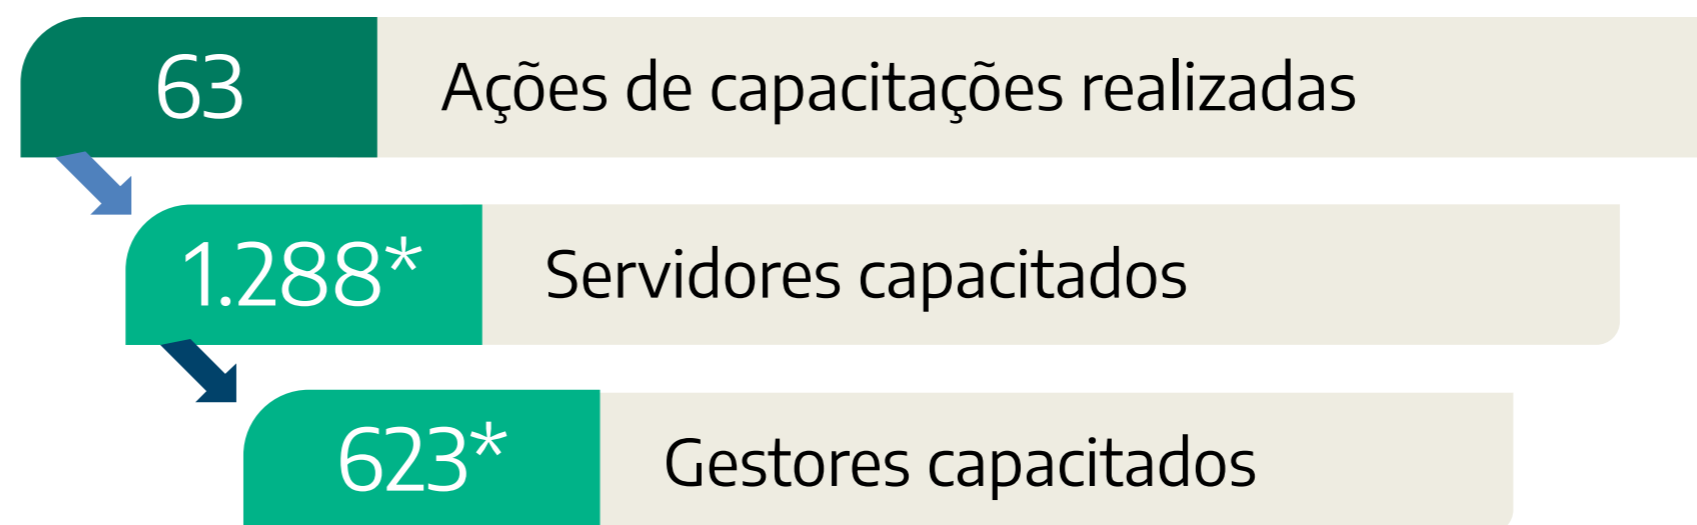 63 Ações de capacitações realizadas
1.288* Servidores capacitados
623* Gestores capacitados